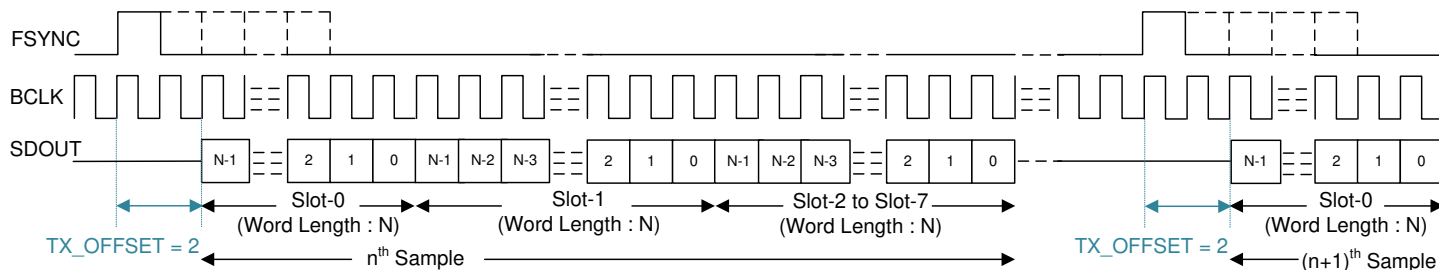 FSYNC
BCLK
SDOUT
N-1 2 1 0 N-1 N-2 N-3 2 1 0 N-1 N-2 N-3 2 1 0 N-1 2 1 0
Slot-0 Slot-1 Slot-2 to Slot-7 Slot-0
(Word Length : N) (Word Length : N) (Word Length : N) (Word Length : N)
TX_OFFSET = 2 TX_OFFSET = 2
nth Sample (n+1)th Sample